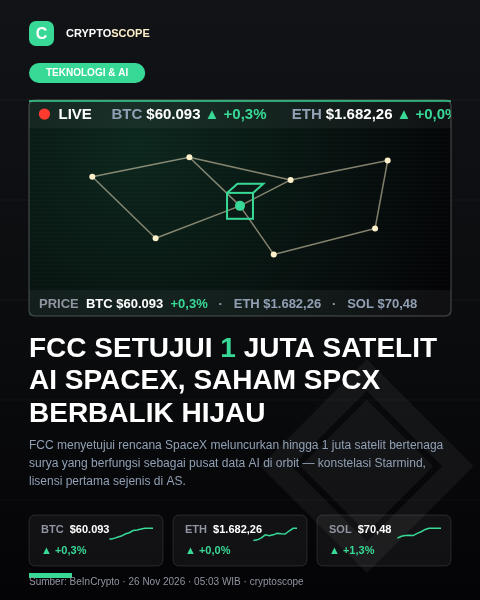 C CRYPTOSCOPE
TEKNOLOGI & AI
LIVE BTC $60.093 ▲ +0,3% ETH $1.682,26 ▲ +0,0%
PRICE BTC $60.093 +0,3% · ETH $1.682,26 · SOL $70,48
FCC SETUJUI 1 JUTA SATELIT
AI SPACEX, SAHAM SPCX
BERBALIK HIJAU
FCC menyetujui rencana SpaceX meluncurkan hingga 1 juta satelit bertenaga
surya yang berfungsi sebagai pusat data AI di orbit — konstelasi Starmind,
lisensi pertama sejenis di AS.
BTC $60.093
▲ +0,3%
ETH $1.682,26
▲ +0,0%
SOL $70,48
▲ +1,3%
Sumber: BeInCrypto · 26 Nov 2026 · 05:03 WIB · cryptoscope